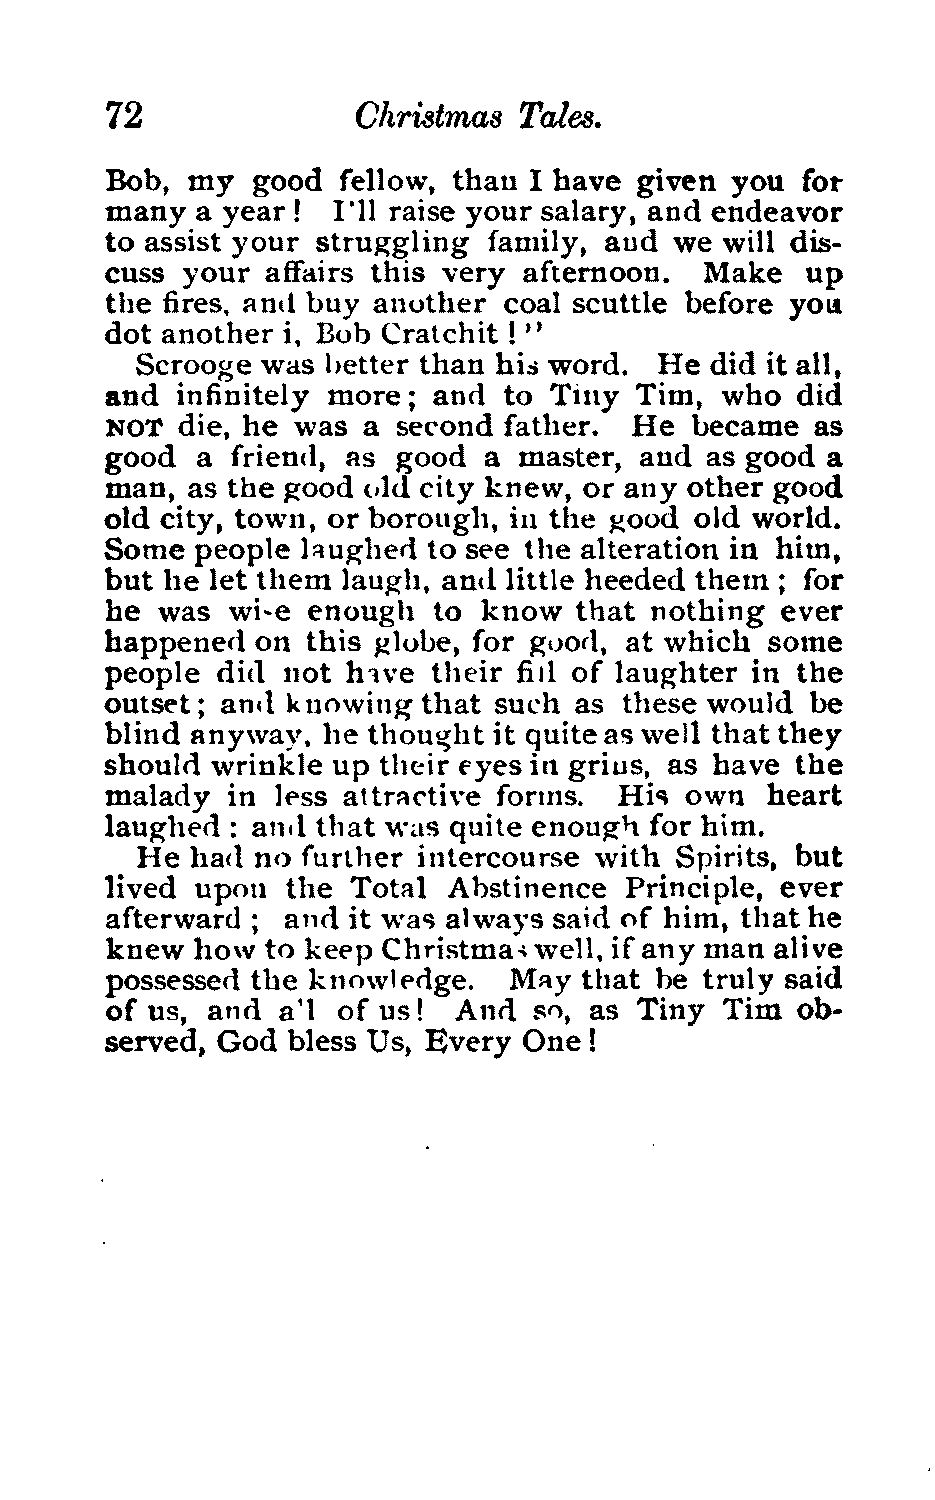 72 Christmas Tales.
Bob, my good fellow, than I have given you for
many a year! I'll raise your salary, and endeavor
to assist your struggling family, and we will dis-
cuss your affairs this very afternoon. Make up
the fires, and buy another coal scuttle before you
dot another i, Bob Cratchit!"
Scrooge was better than his word. He did it all,
and infinitely more; and to Tiny Tim, who did
NOT die, he was a second father. He became as
good a friend, as good a master, and as good a
man, as the good old city knew, or any other good
old city, town, or borough, in the good old world.
Some people laughed to see the alteration in him,
but he let them laugh, and little heeded them; for
he was wise enough to know that nothing ever
happened on this globe, for good, at which some
people did not have their fill of laughter in the
outset; and knowing that such as these would be
blind anyway, he thought it quite as well that they
should wrinkle up their eyes in grins, as have the
malady in less attractive forms. His own heart
laughed: and that was quite enough for him.
He had no further intercourse with Spirits, but
lived upon the Total Abstinence Principle, ever
afterward; and it was always said of him, that he
knew how to keep Christmas well, if any man alive
possessed the knowledge. May that be truly said
of us, and all of us! And so, as Tiny Tim ob-
served, God bless Us, Every One!